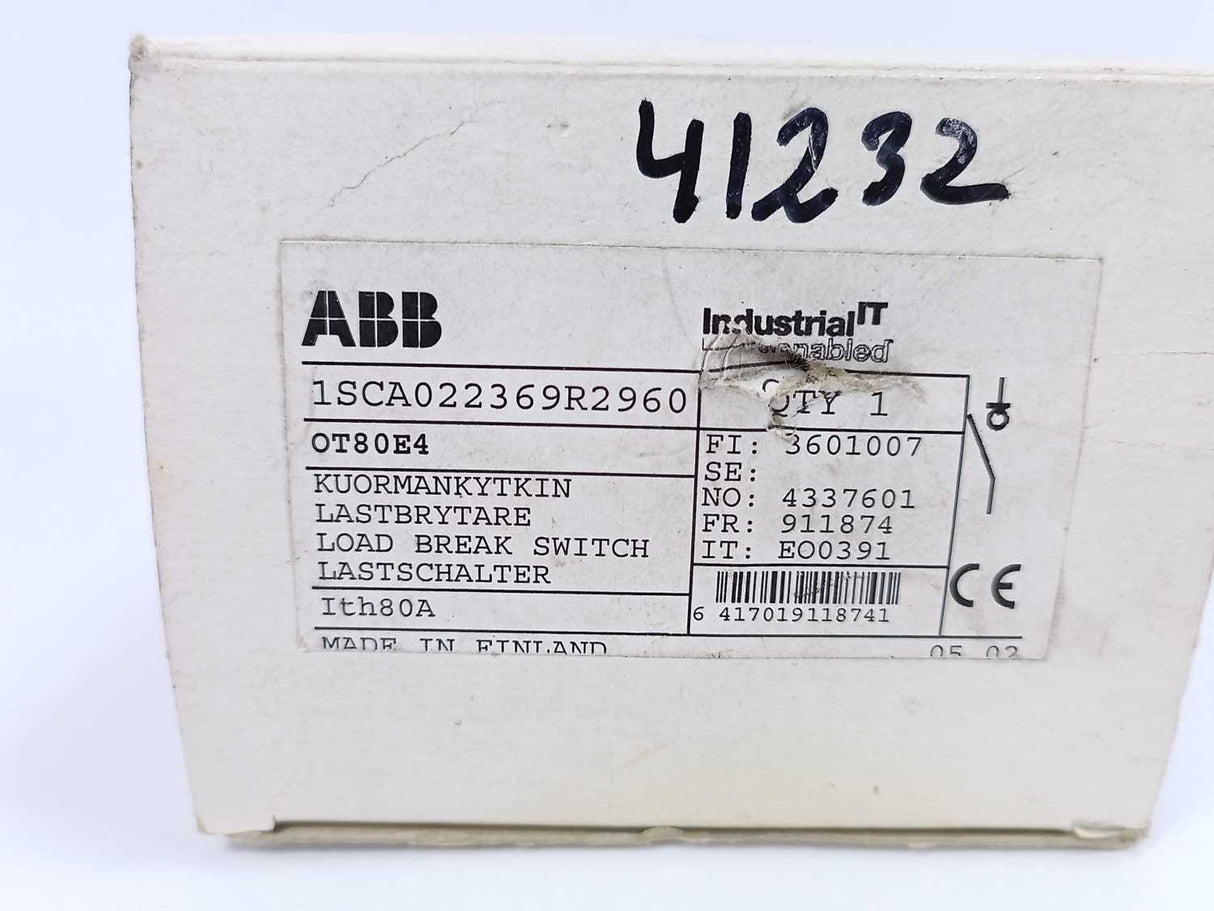 41232
ABB
Industrial IT
enabled
1SCA022369R2960
QTY 1
OT80E4
KUORMANKYTKIN
LASTBRYTARE
LOAD BREAK SWITCH
LASTSCHALTER
Ith80A
FI: 3601007
SE:
NO: 4337601
FR: 911874
IT: EO0391
6 417019118741
CE
MADE IN FINLAND
05 02